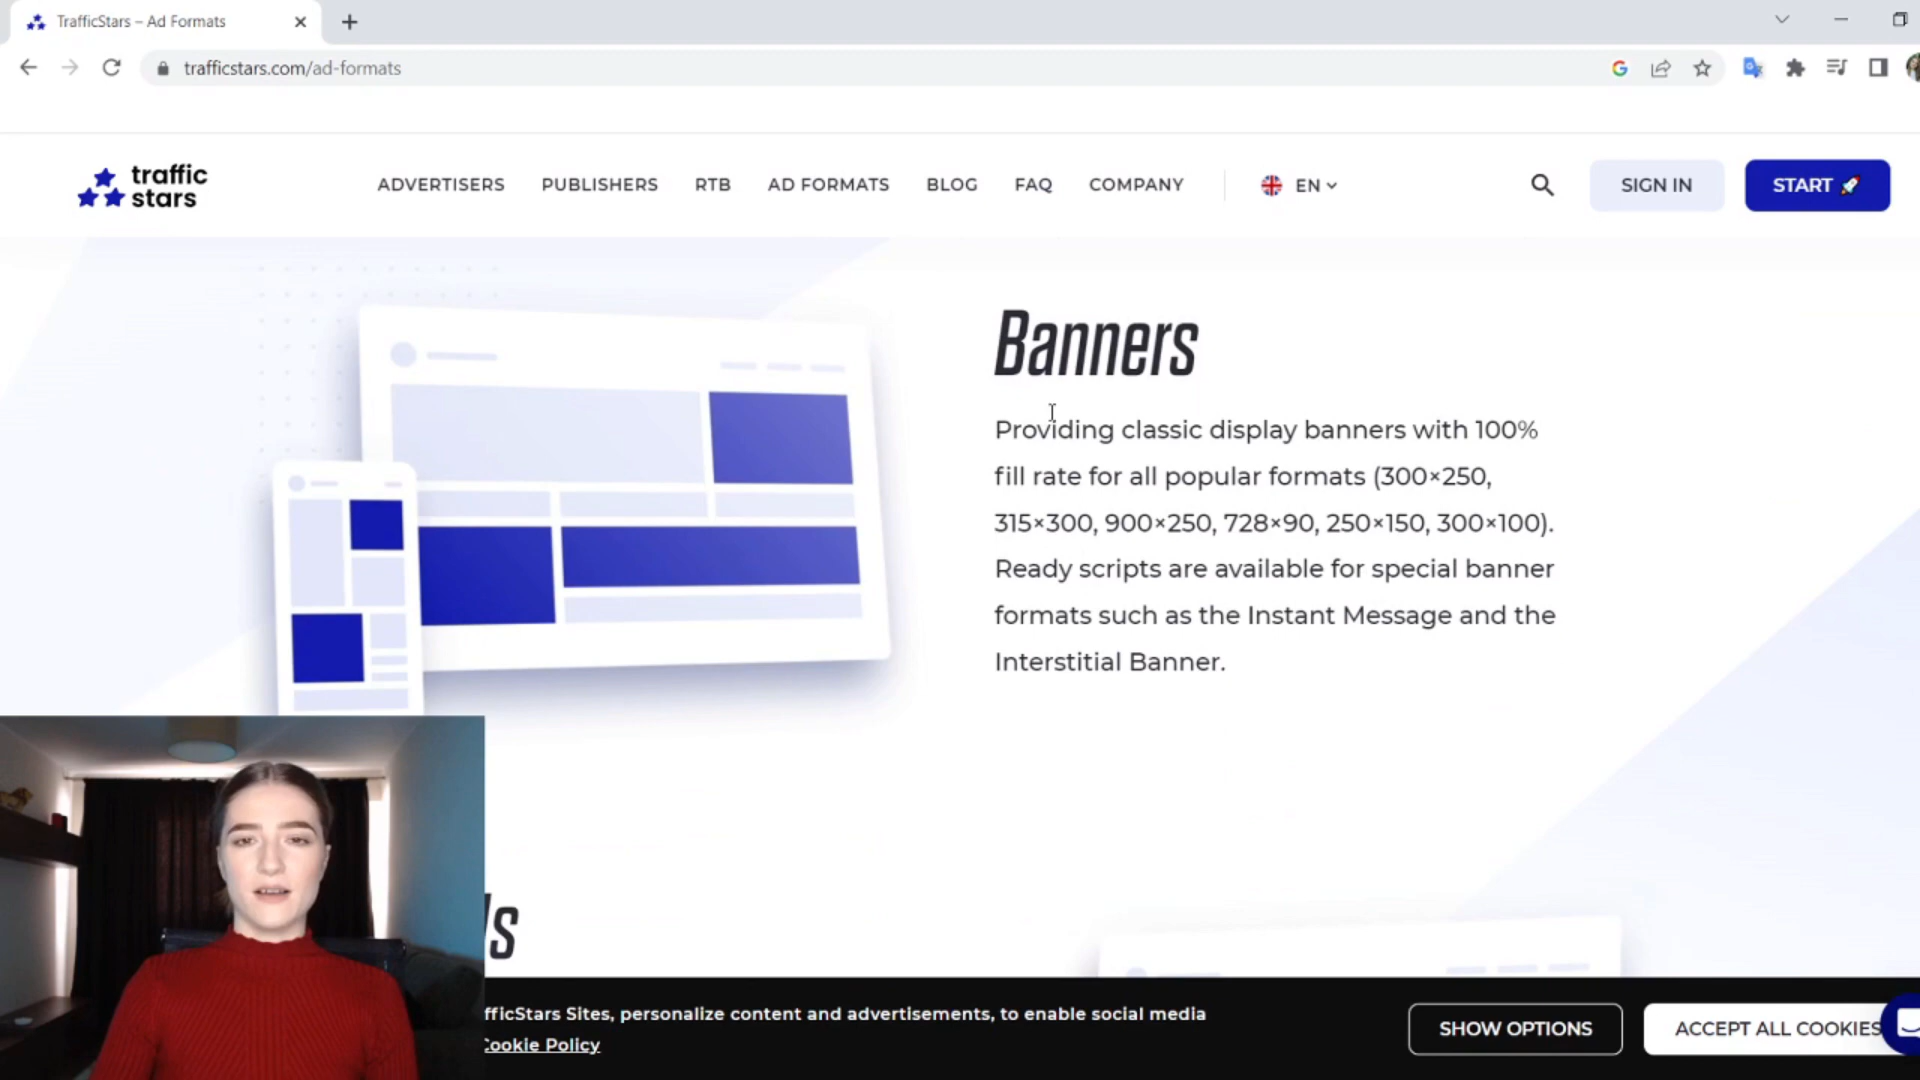 TrafficStars – Ad Formats
trafficstars.com/ad-formats
traffic
stars
ADVERTISERS PUBLISHERS RTB AD FORMATS BLOG FAQ COMPANY EN SIGN IN START
Banners
Providing classic display banners with 100%
fill rate for all popular formats (300×250,
315×300, 900×250, 728×90, 250×150, 300×100).
Ready scripts are available for special banner
formats such as the Instant Message and the
Interstitial Banner.
fficStars Sites, personalize content and advertisements, to enable social media
Cookie Policy
SHOW OPTIONS
ACCEPT ALL COOKIES